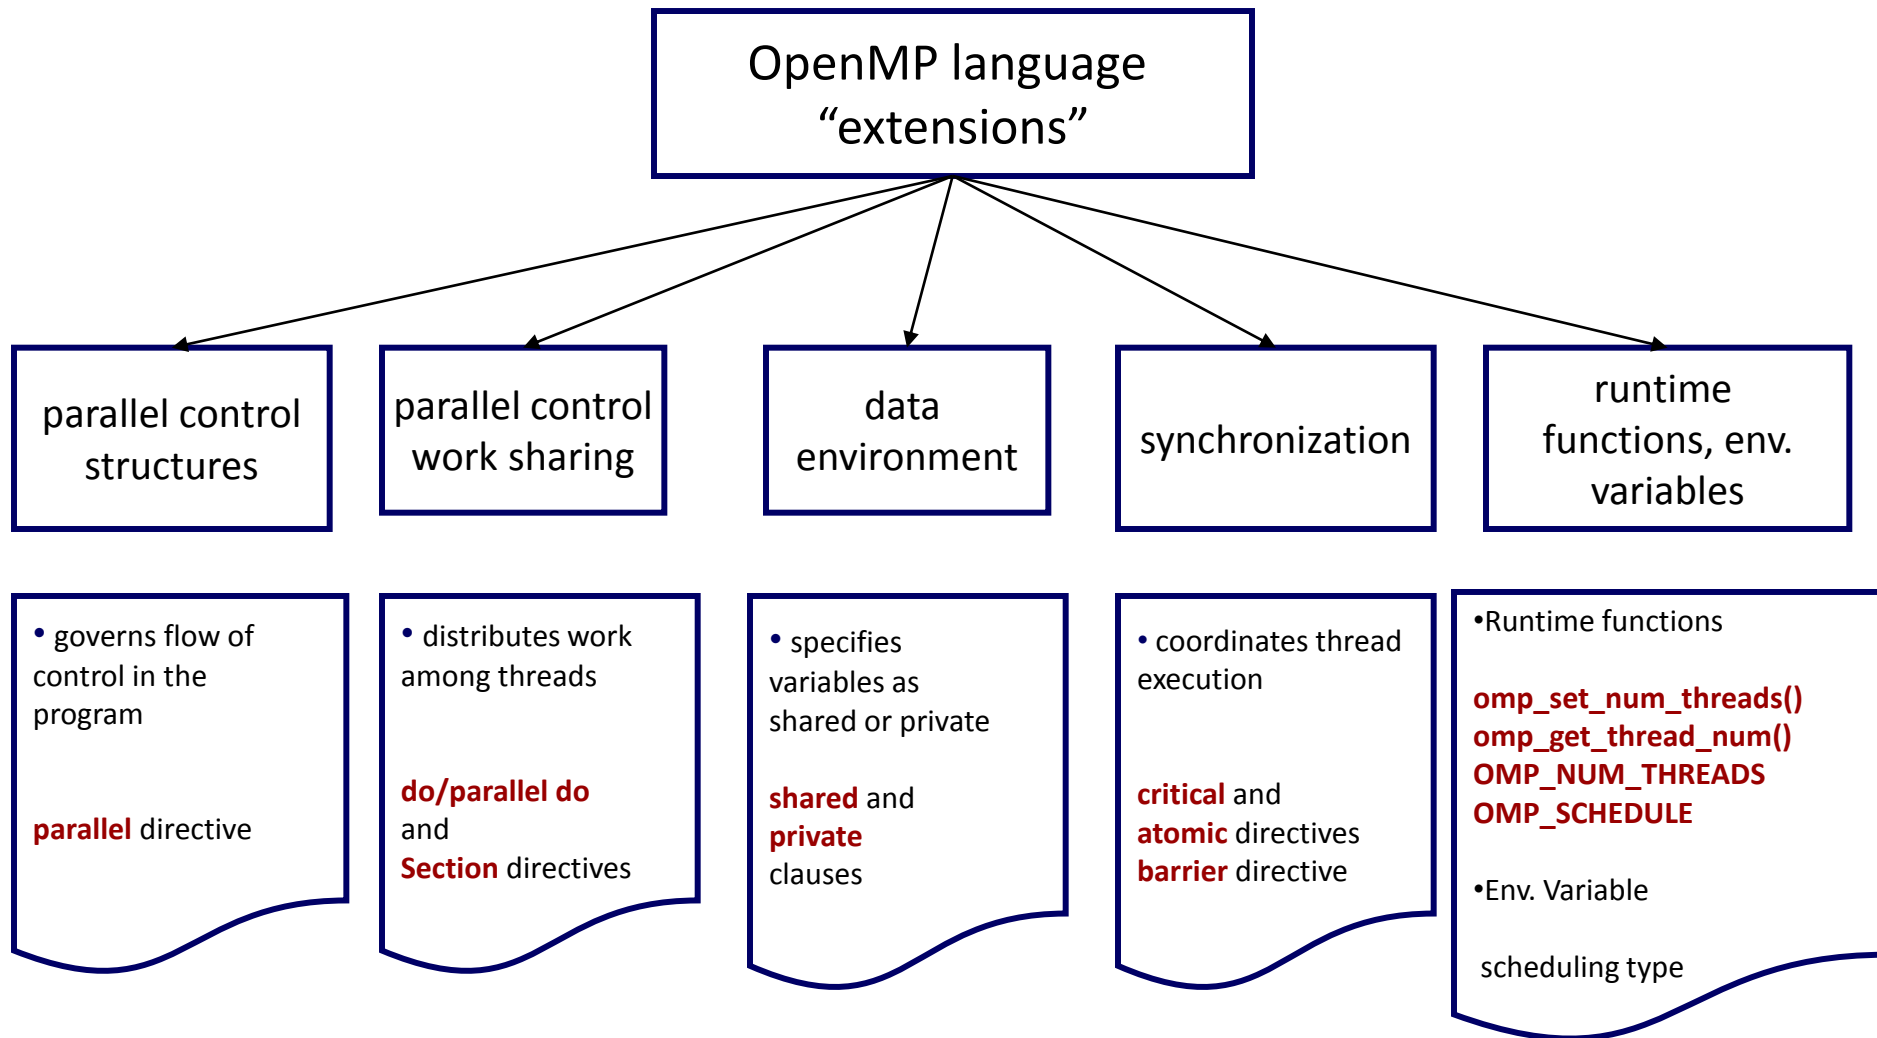 OpenMP language
“extensions”
parallel control
structures
parallel control
work sharing
data
environment
synchronization
runtime
functions, env.
variables
• governs flow of
control in the
program
parallel directive
• distributes work
among threads
do/parallel do
and
Section directives
• specifies
variables as
shared or private
shared and
private
clauses
• coordinates thread
execution
critical and
atomic directives
barrier directive
•Runtime functions
omp_set_num_threads()
omp_get_thread_num()
OMP_NUM_THREADS
OMP_SCHEDULE
•Env. Variable
scheduling type